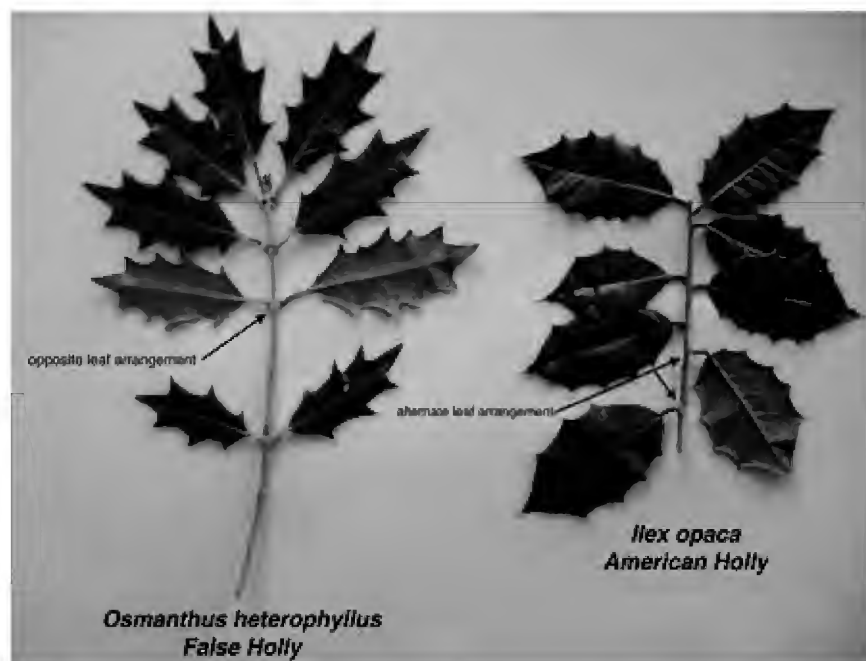 opposite leaf arrangement
alternate leaf arrangement
Ilex opaca
American Holly
Osmanthus heterophyllus
False Holly